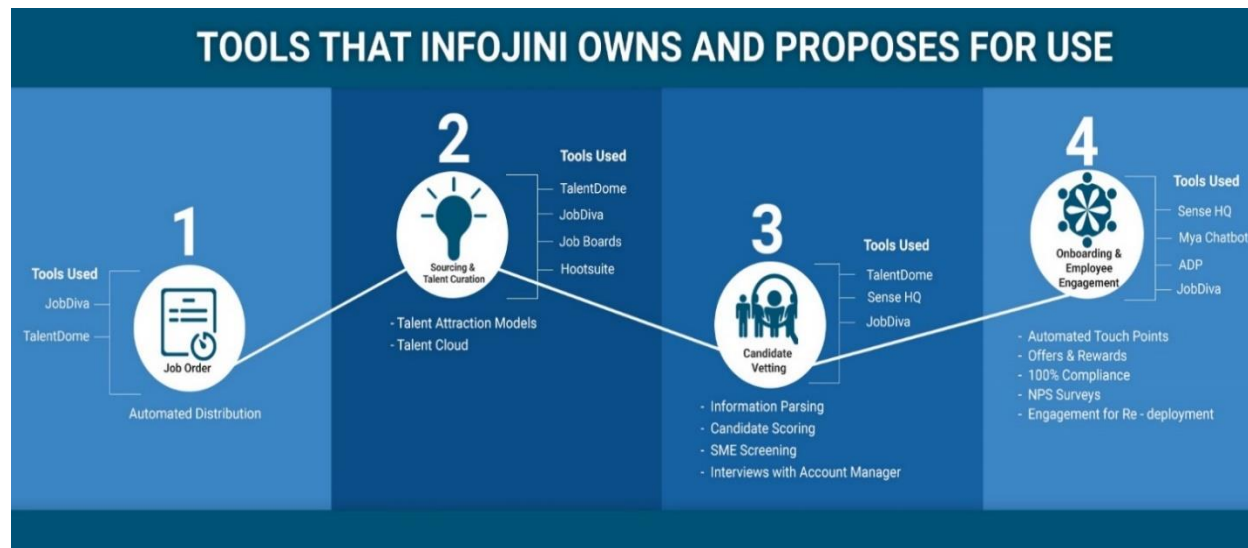 TOOLS THAT INFOJINI OWNS AND PROPOSES FOR USE
1
Tools Used
JobDiva
TalentDome
Job Order
Automated Distribution
2
Sourcing &
Talent Curation
Tools Used
TalentDome
JobDiva
Job Boards
Hootsuite
- Talent Attraction Models
- Talent Cloud
3
Candidate
Vetting
Tools Used
TalentDome
Sense HQ
JobDiva
- Information Parsing
- Candidate Scoring
- SME Screening
- Interviews with Account Manager
4
Onboarding &
Employee
Engagement
Tools Used
Sense HQ
Mya Chatbot
ADP
JobDiva
- Automated Touch Points
- Offers & Rewards
- 100% Compliance
- NPS Surveys
- Engagement for Re - deployment